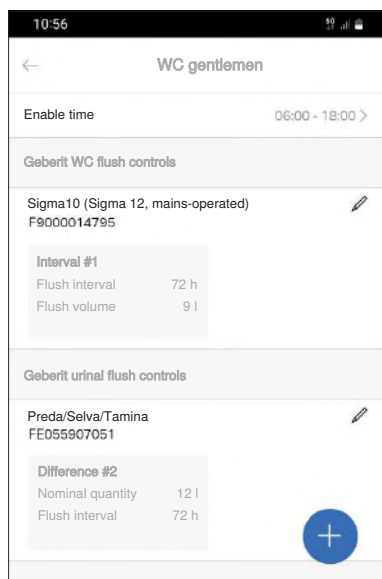 10:56
WC gentlemen
Enable time 06:00 - 18:00 >
Geberit WC flush controls
Sigma10 (Sigma 12, mains-operated)
F9000014795
Interval #1
Flush interval 72 h
Flush volume 9 l
Geberit urinal flush controls
Preda/Selva/Tamina
FE055907051
Difference #2
Nominal quantity 12 l
Flush interval 72 h